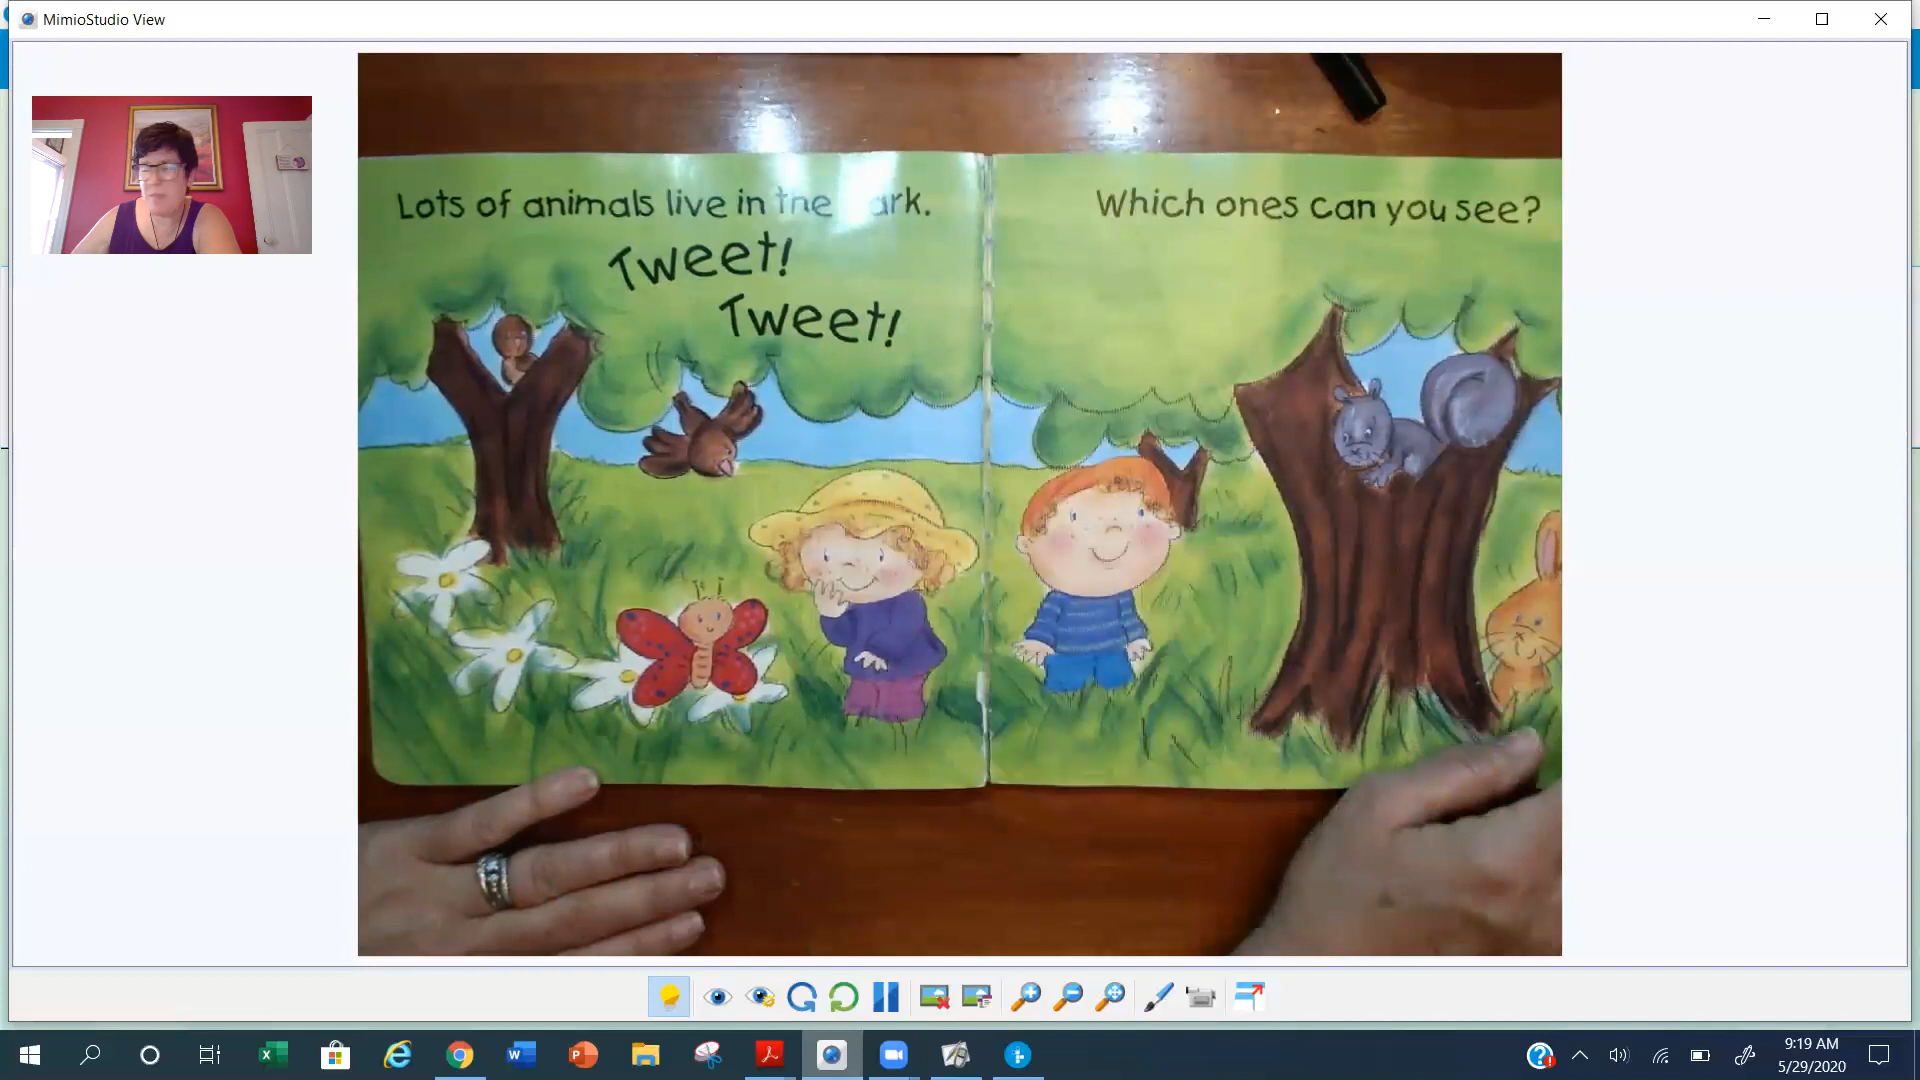 MimioStudio View
Lots of animals live in the park.
Tweet!
Tweet!
Which ones can you see?
9:19 AM
5/29/2020